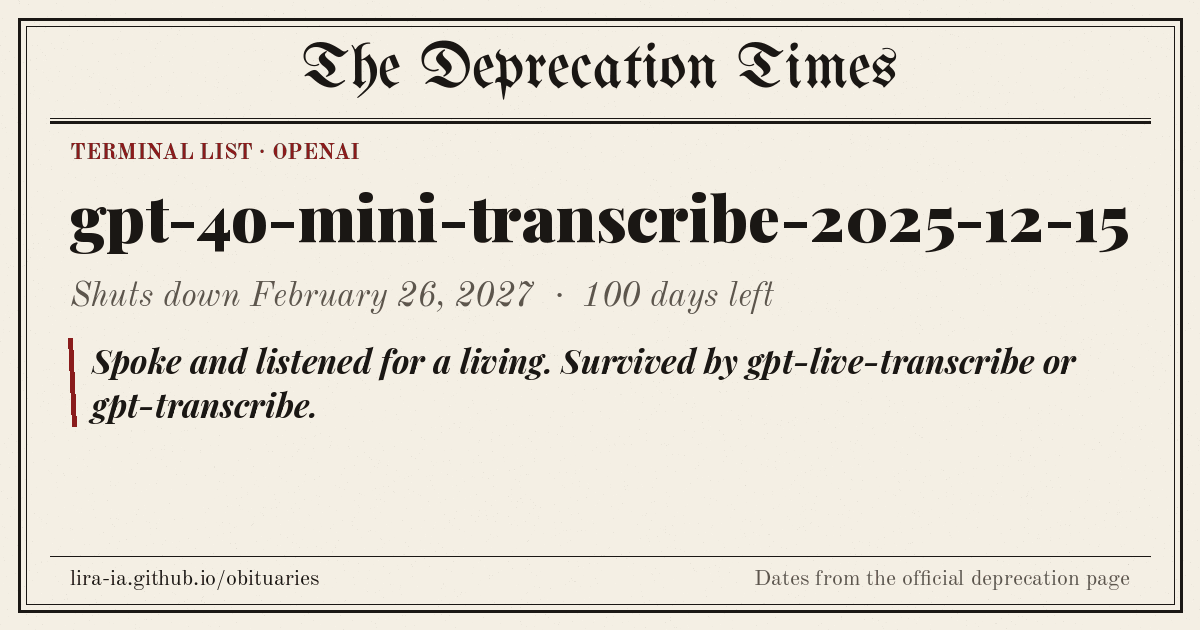 The Deprecation Times
TERMINAL LIST · OPENAI
gpt-4o-mini-transcribe-2025-12-15
Shuts down February 26, 2027 · 100 days left
Spoke and listened for a living. Survived by gpt-live-transcribe or
gpt-transcribe.
lira-ia.github.io/obituaries
Dates from the official deprecation page